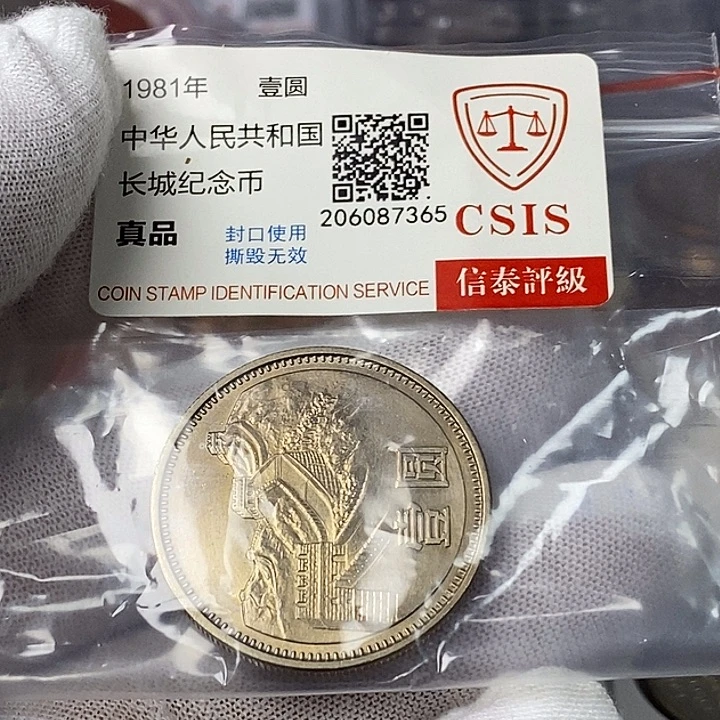 1981年 壹圆
中华人民共和国
长城纪念币
206087365
真品
封口使用
撕毁无效
CSIS
COIN STAMP IDENTIFICATION SERVICE
信泰評級
壹圆